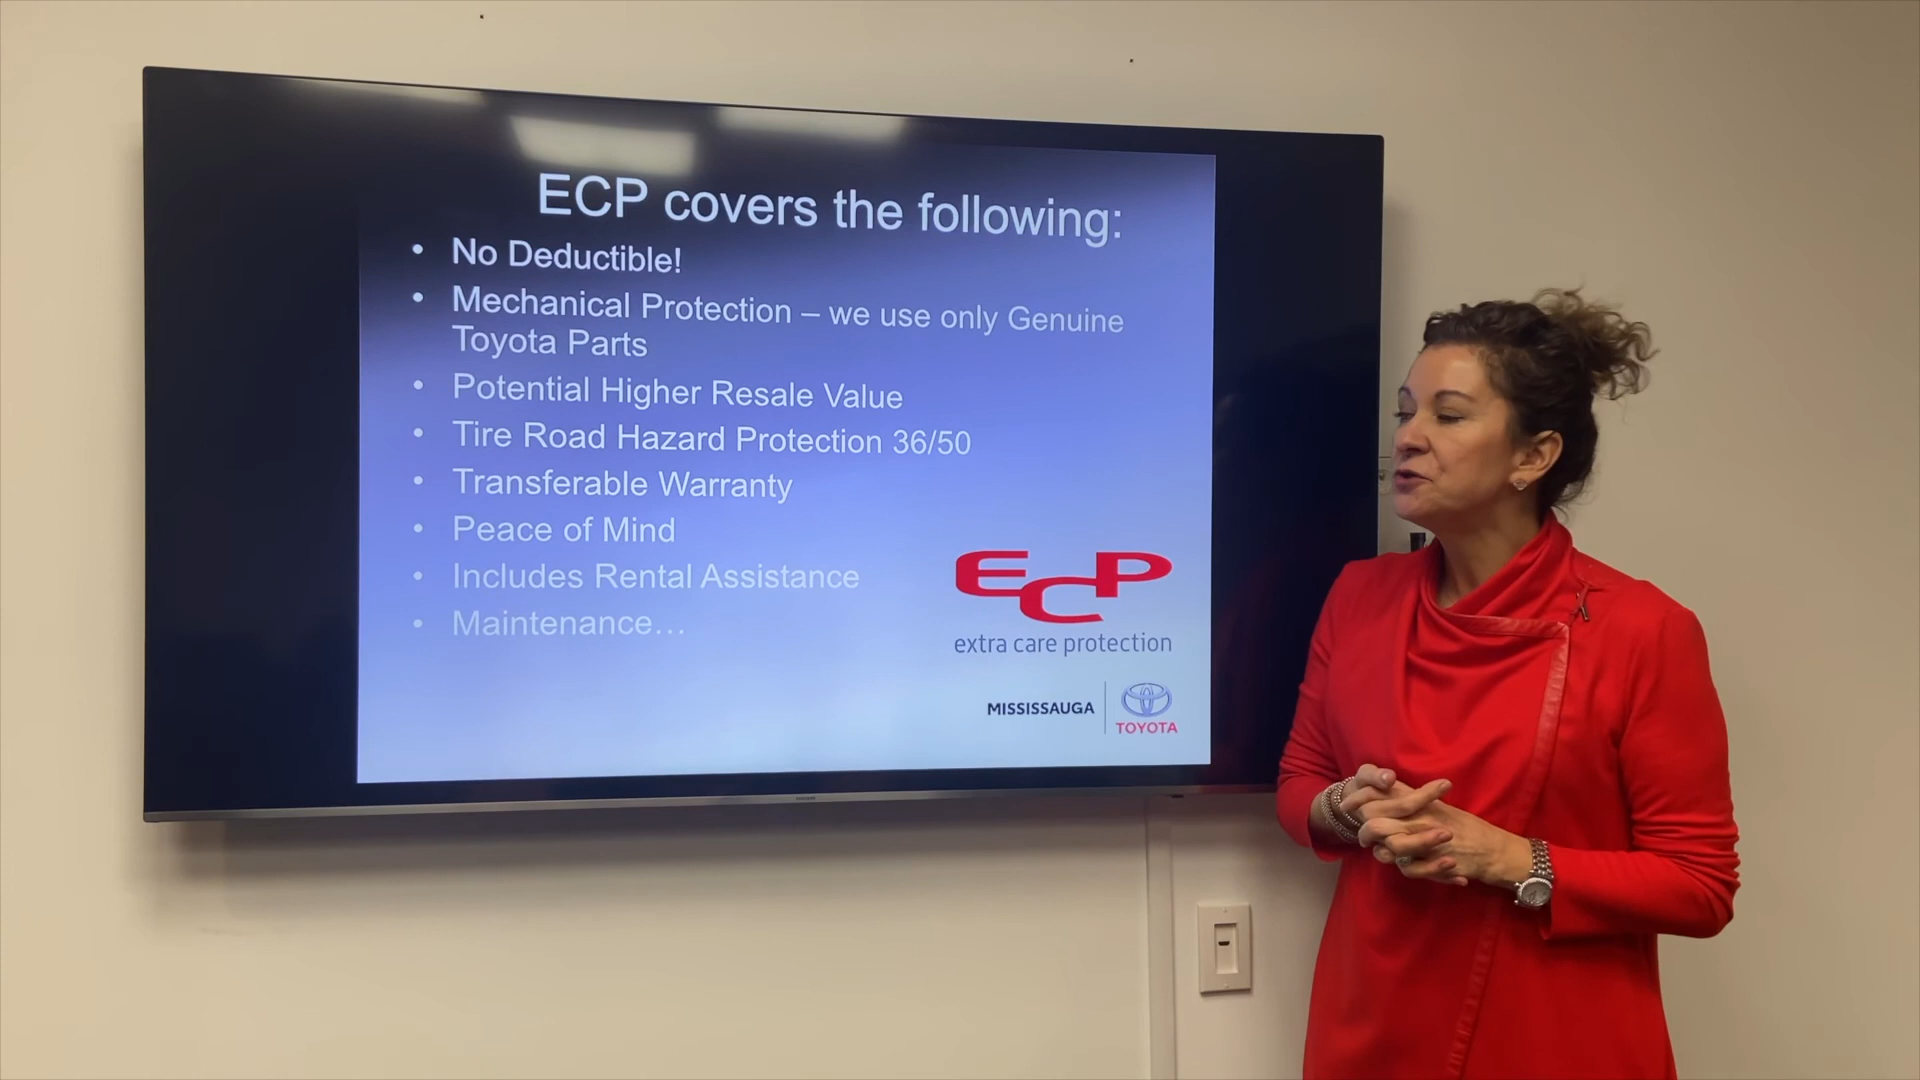 ECP covers the following:
• No Deductible!
• Mechanical Protection – we use only Genuine
Toyota Parts
• Potential Higher Resale Value
• Tire Road Hazard Protection 36/50
• Transferable Warranty
• Peace of Mind
• Includes Rental Assistance
• Maintenance…
ECP
extra care protection
MISSISSAUGA
TOYOTA